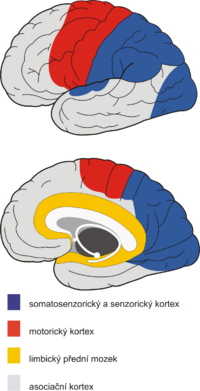 somatosenzorický a senzorický kortex
motorický kortex
limbický přední mozek
asociační kortex